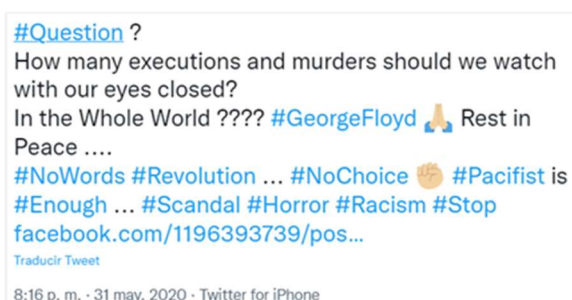 #Question ?
How many executions and murders should we watch
with our eyes closed?
In the Whole World ???? #GeorgeFloyd 🙏🏼 Rest in
Peace ....
#NoWords #Revolution ... #NoChoice ✊🏼 #Pacifist is
#Enough ... #Scandal #Horror #Racism #Stop
facebook.com/1196393739/pos...
Traducir Tweet
8:16 p. m. · 31 may. 2020 · Twitter for iPhone